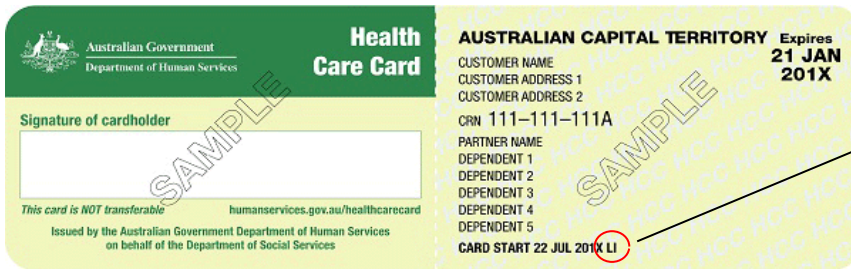 Australian Government
Department of Human Services
Health
Care Card
Signature of cardholder
SAMPLE
This card is NOT transferable
humanservices.gov.au/healthcarecard
Issued by the Australian Government Department of Human Services
on behalf of the Department of Social Services
AUSTRALIAN CAPITAL TERRITORY
Expires
21 JAN
201X
CUSTOMER NAME
CUSTOMER ADDRESS 1
CUSTOMER ADDRESS 2
CRN 111–111–111A
PARTNER NAME
DEPENDENT 1
DEPENDENT 2
DEPENDENT 3
DEPENDENT 4
DEPENDENT 5
CARD START 22 JUL 201X LI
SAMPLE
HCC HCC HCC HCC